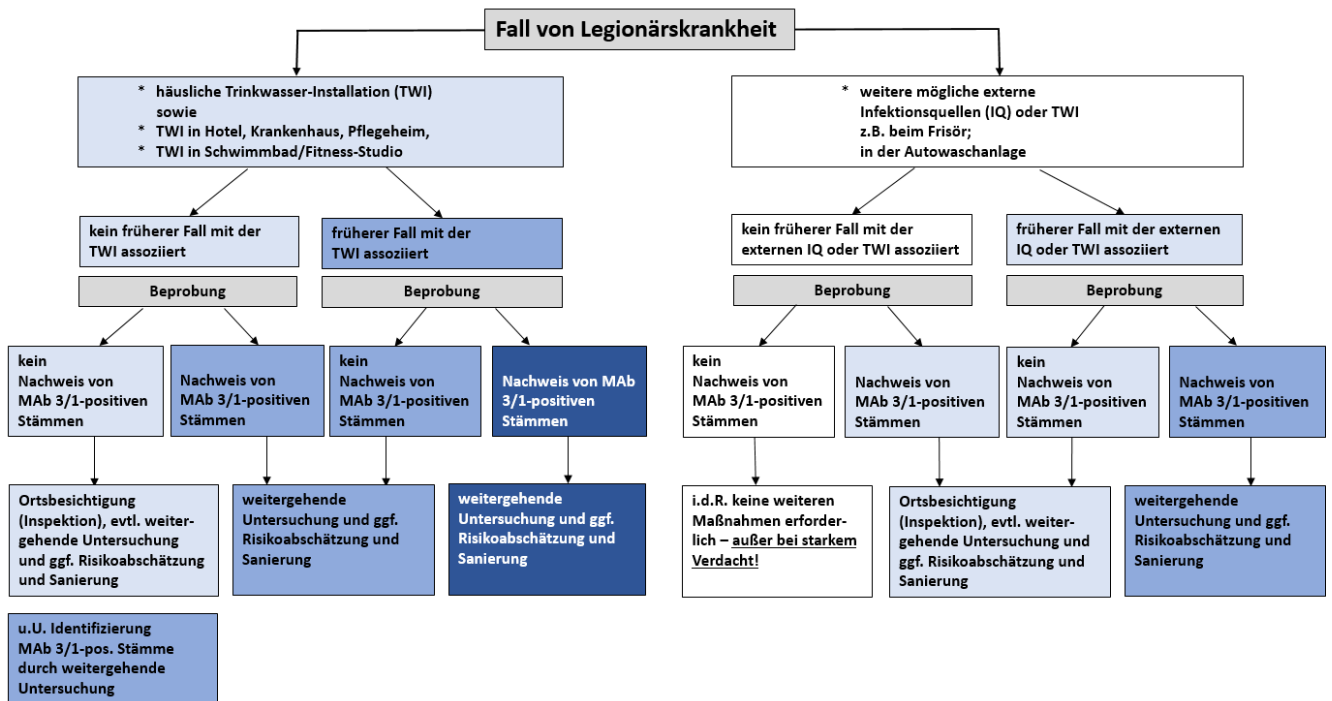 Fall von Legionärskrankheit
* häusliche Trinkwasser-Installation (TWI)
sowie
* TWI in Hotel, Krankenhaus, Pflegeheim,
* TWI in Schwimmbad/Fitness-Studio
* weitere mögliche externe
Infektionsquellen (IQ) oder TWI
z.B. beim Frisör;
in der Autowaschanlage
kein früherer Fall mit der
TWI assoziiert
früherer Fall mit der
TWI assoziiert
kein früherer Fall mit der
externen IQ oder TWI assoziiert
früherer Fall mit der externen
IQ oder TWI assoziiert
Beprobung
Beprobung
Beprobung
Beprobung
kein
Nachweis von
MAb 3/1-positiven
Stämmen
Nachweis von
MAb 3/1-positiven
Stämmen
kein
Nachweis von
MAb 3/1-positiven
Stämmen
Nachweis von MAb
3/1-positiven
Stämmen
kein
Nachweis von
MAb 3/1-positiven
Stämmen
Nachweis von
MAb 3/1-positiven
Stämmen
kein
Nachweis von
MAb 3/1-positiven
Stämmen
Nachweis von
MAb 3/1-positiven
Stämmen
Ortsbesichtigung
(Inspektion), evtl. weiter-
gehende Untersuchung
und ggf. Risikoabschätzung
und Sanierung
weitergehende
Untersuchung und ggf.
Risikoabschätzung und
Sanierung
weitergehende
Untersuchung und ggf.
Risikoabschätzung und
Sanierung
i.d.R. keine weiteren
Maßnahmen erforder-
lich – außer bei starkem
Verdacht!
Ortsbesichtigung
(Inspektion), evtl. weiter-
gehende Untersuchung und
ggf. Risikoabschätzung und
Sanierung
weitergehende
Untersuchung und ggf.
Risikoabschätzung und
Sanierung
u.U. Identifizierung
MAb 3/1-pos. Stämme
durch weitergehende
Untersuchung